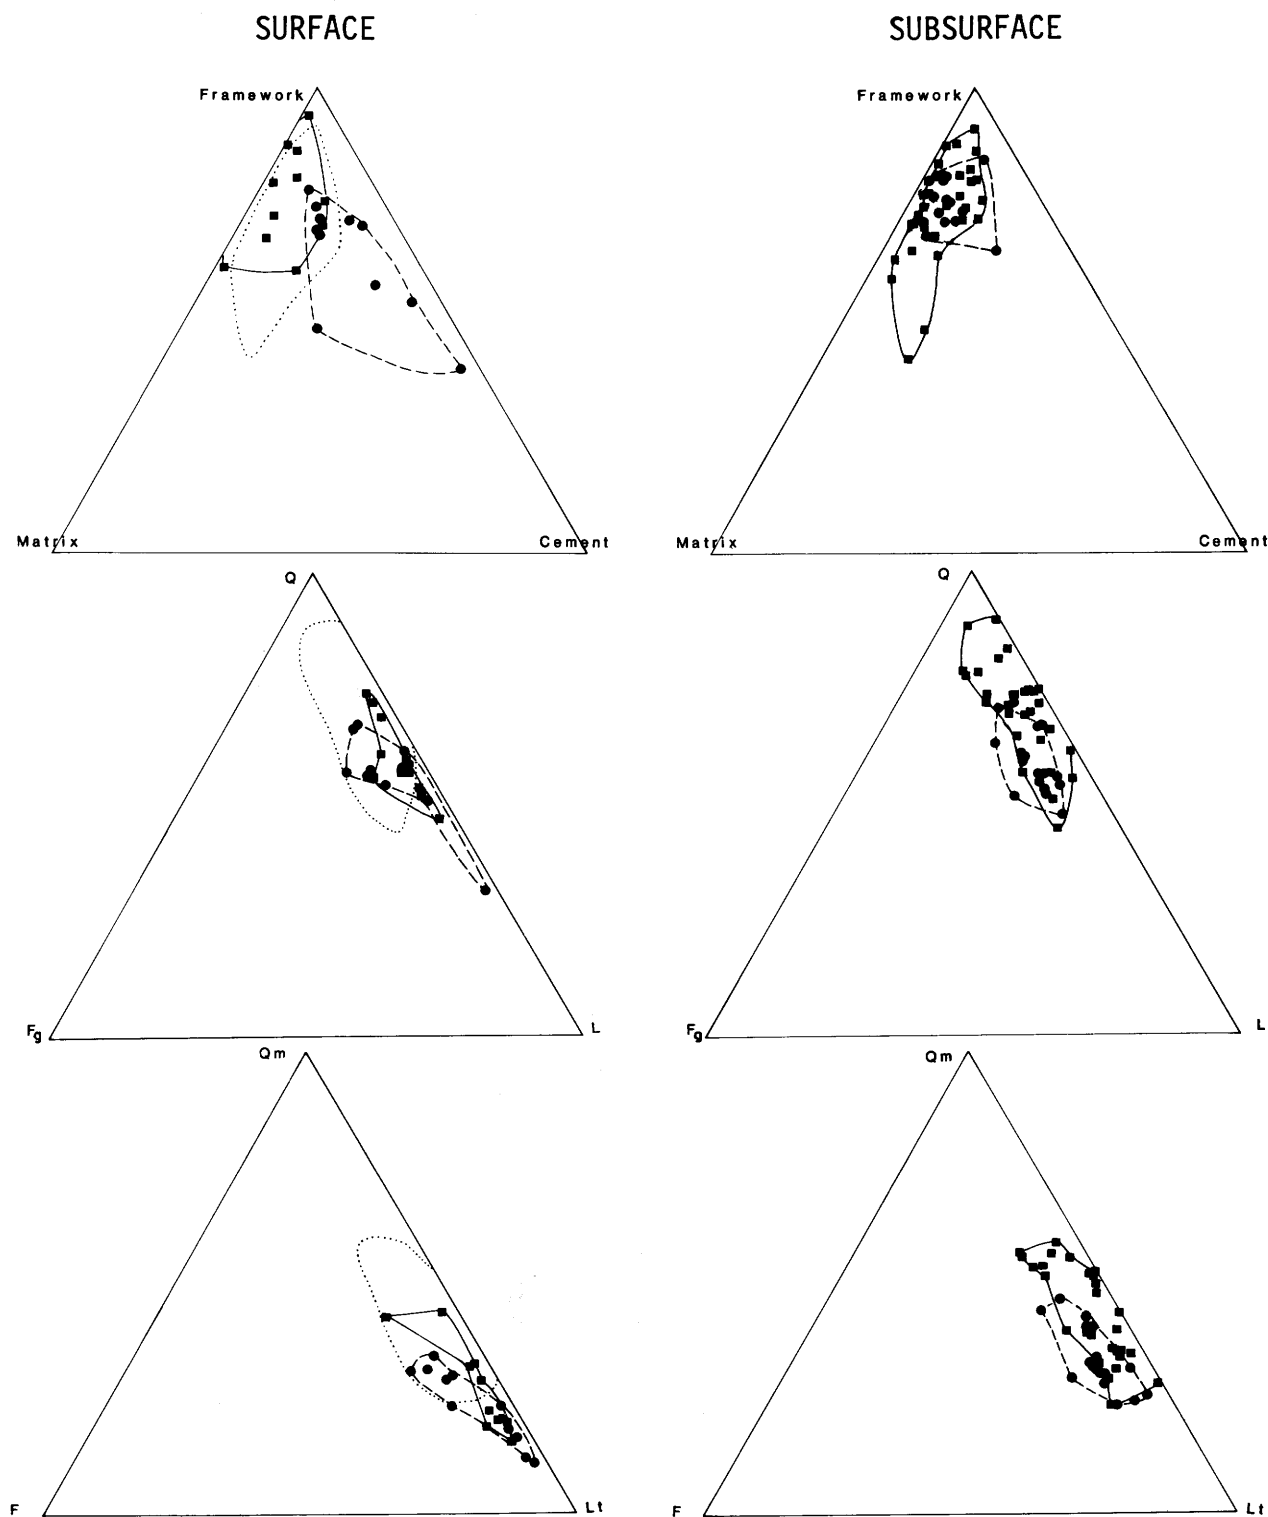 SURFACE
SUBSURFACE
Framework
Framework
Matrix
Cement
Matrix
Cement
Q
Q
Fg
L
Fg
L
Qm
Qm
F
Lt
F
Lt